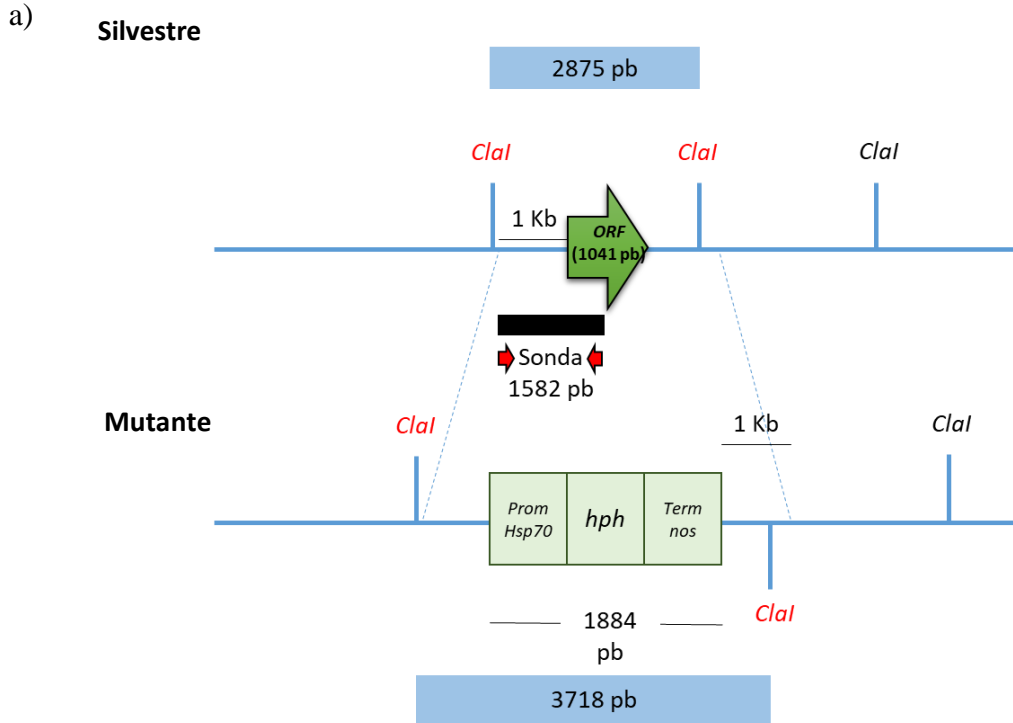 a)
Silvestre
2875 pb
ClaI
ClaI
ClaI
1 Kb
ORF
(1041 pb)
Sonda
1582 pb
Mutante
ClaI
1 Kb
ClaI
Prom
Hsp70
hph
Term
nos
ClaI
1884
pb
3718 pb